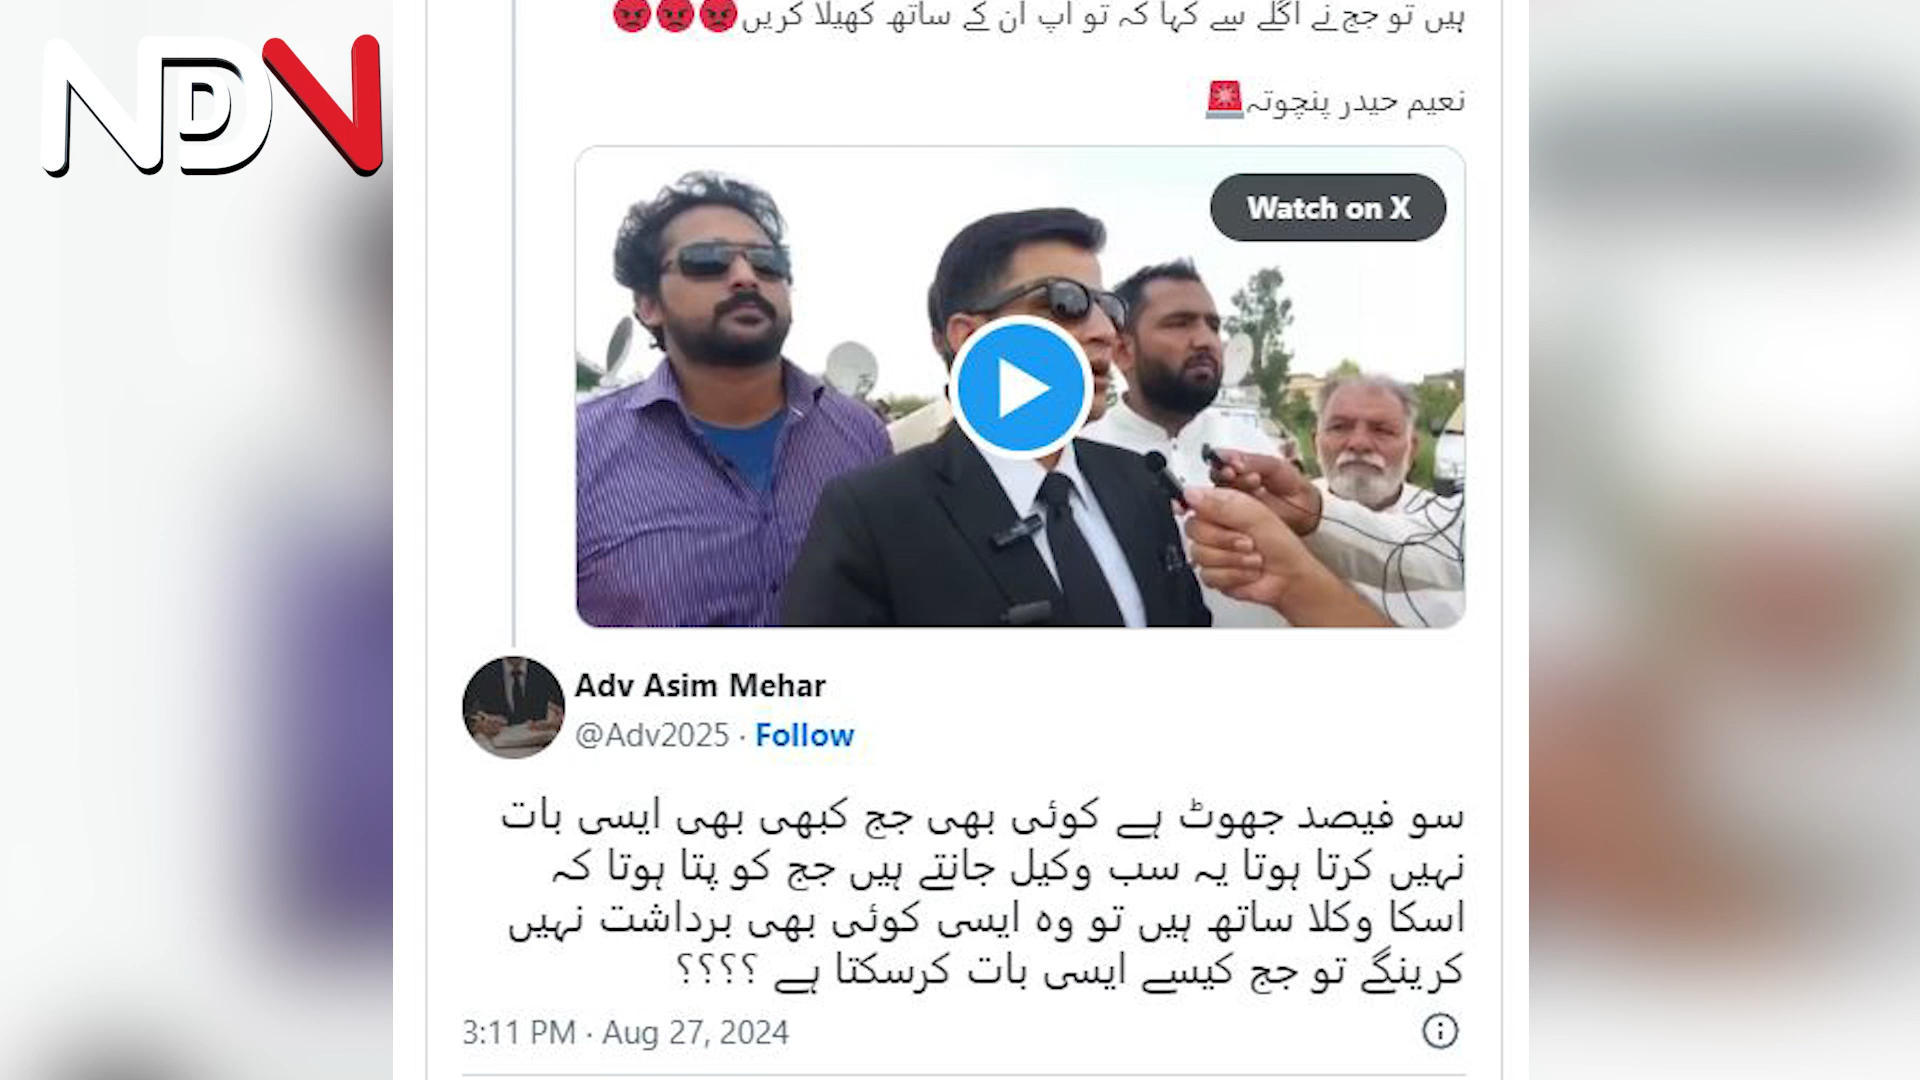 NDV
ہیں تو جج نے اگلے سے کہا کہ تو آپ ان کے ساتھ کھیلا کریں😡😡😡
نعیم حیدر پنجوتہ🚨
Watch on X
Adv Asim Mehar
@Adv2025 · Follow
سو فیصد جھوٹ ہے کوئی بھی جج کبھی بھی ایسی بات
نہیں کرتا ہوتا یہ سب وکیل جانتے ہیں جج کو پتا ہوتا کہ
اسکا وکلا ساتھ ہیں تو وہ ایسی کوئی بھی برداشت نہیں
کرینگے تو جج کیسے ایسی بات کرسکتا ہے ؟؟؟؟
3:11 PM · Aug 27, 2024